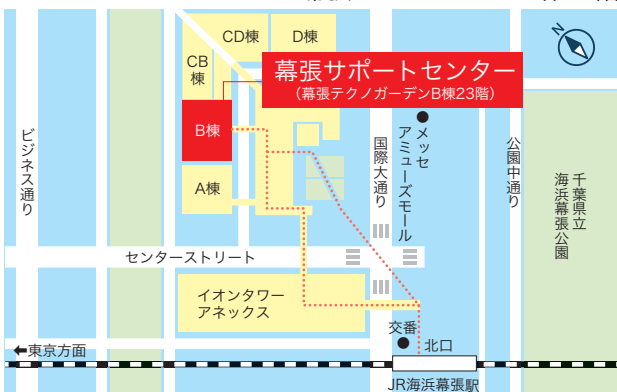 CD棟
D棟
CB
棟
幕張サポートセンター
(幕張テクノガーデンB棟23階)
N
B棟
A棟
ビジネス通り
国際大通り
メッセ
アミューズモール
公園中通り
千葉県立
海浜幕張公園
センターストリート
イオンタワー
アネックス
交番
北口
←東京方面
JR海浜幕張駅